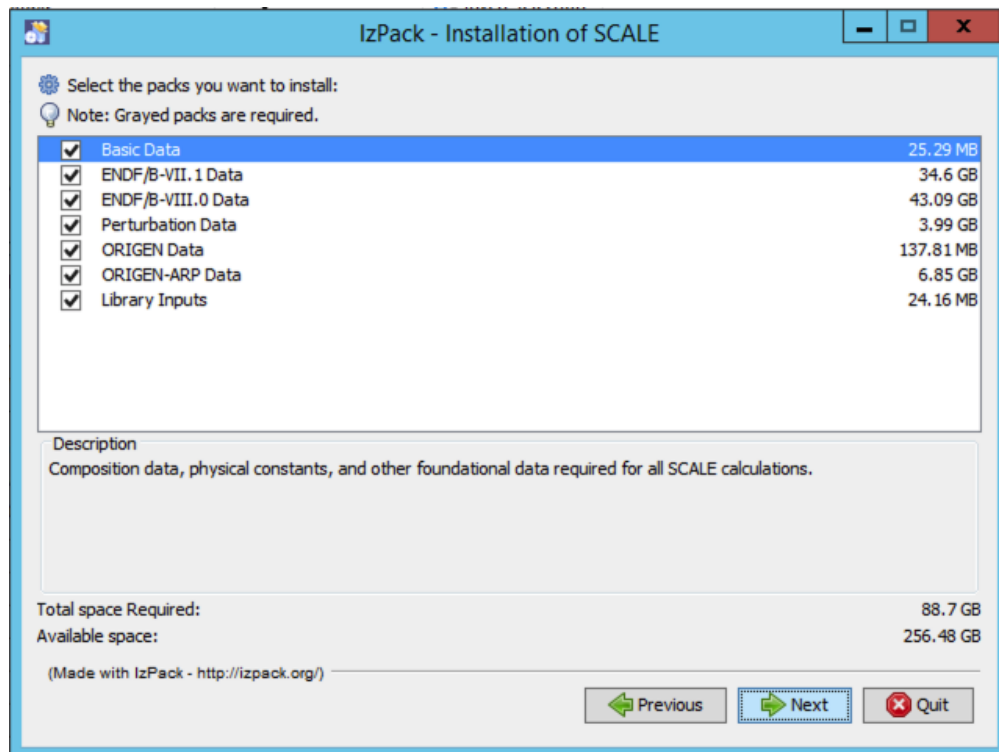 IzPack - Installation of SCALE
Select the packs you want to install:
Note: Grayed packs are required.
Basic Data 25.29 MB
ENDF/B-VII.1 Data 34.6 GB
ENDF/B-VIII.0 Data 43.09 GB
Perturbation Data 3.99 GB
ORIGEN Data 137.81 MB
ORIGEN-ARP Data 6.85 GB
Library Inputs 24.16 MB
Description
Composition data, physical constants, and other foundational data required for all SCALE calculations.
Total space Required: 88.7 GB
Available space: 256.48 GB
(Made with IzPack - http://izpack.org/)
Previous Next Quit